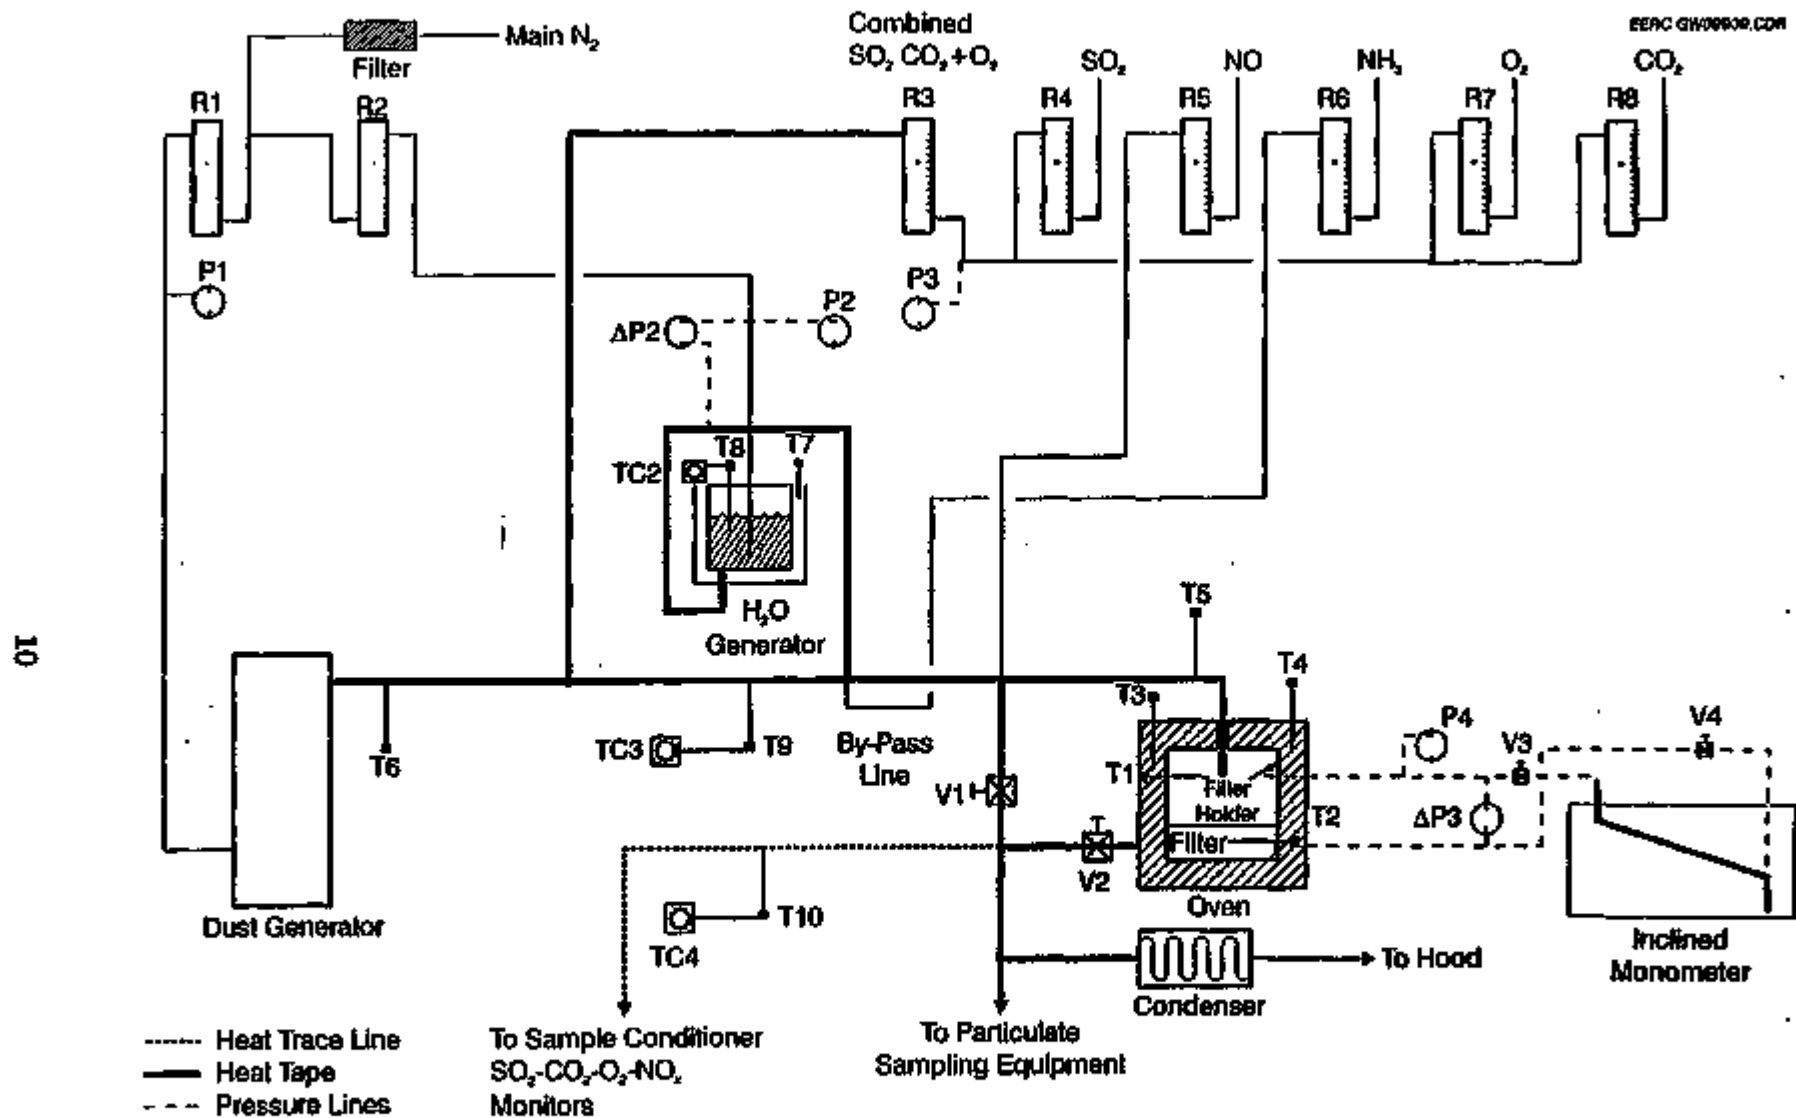 EERC GW09909.CDR
Main N₂
Filter
Combined
SO₂ CO₂ + O₂
SO₂
NO
NH₃
O₂
CO₂
R1
R2
R3
R4
R5
R6
R7
R8
P1
P3
ΔP2
P2
TC2
T8
T7
H₂O
Generator
T5
T4
T3
T6
TC3
T9
By-Pass
Line
V1
T1
Filter
Holder
T2
P4
V3
V4
ΔP3
Filter
V2
Oven
Dust Generator
TC4
T10
Condenser
To Hood
Inclined
Monometer
To Particulate
Sampling Equipment
To Sample Conditioner
SO₂-CO₂-O₂-NOₓ
Monitors
Heat Trace Line
Heat Tape
Pressure Lines
10